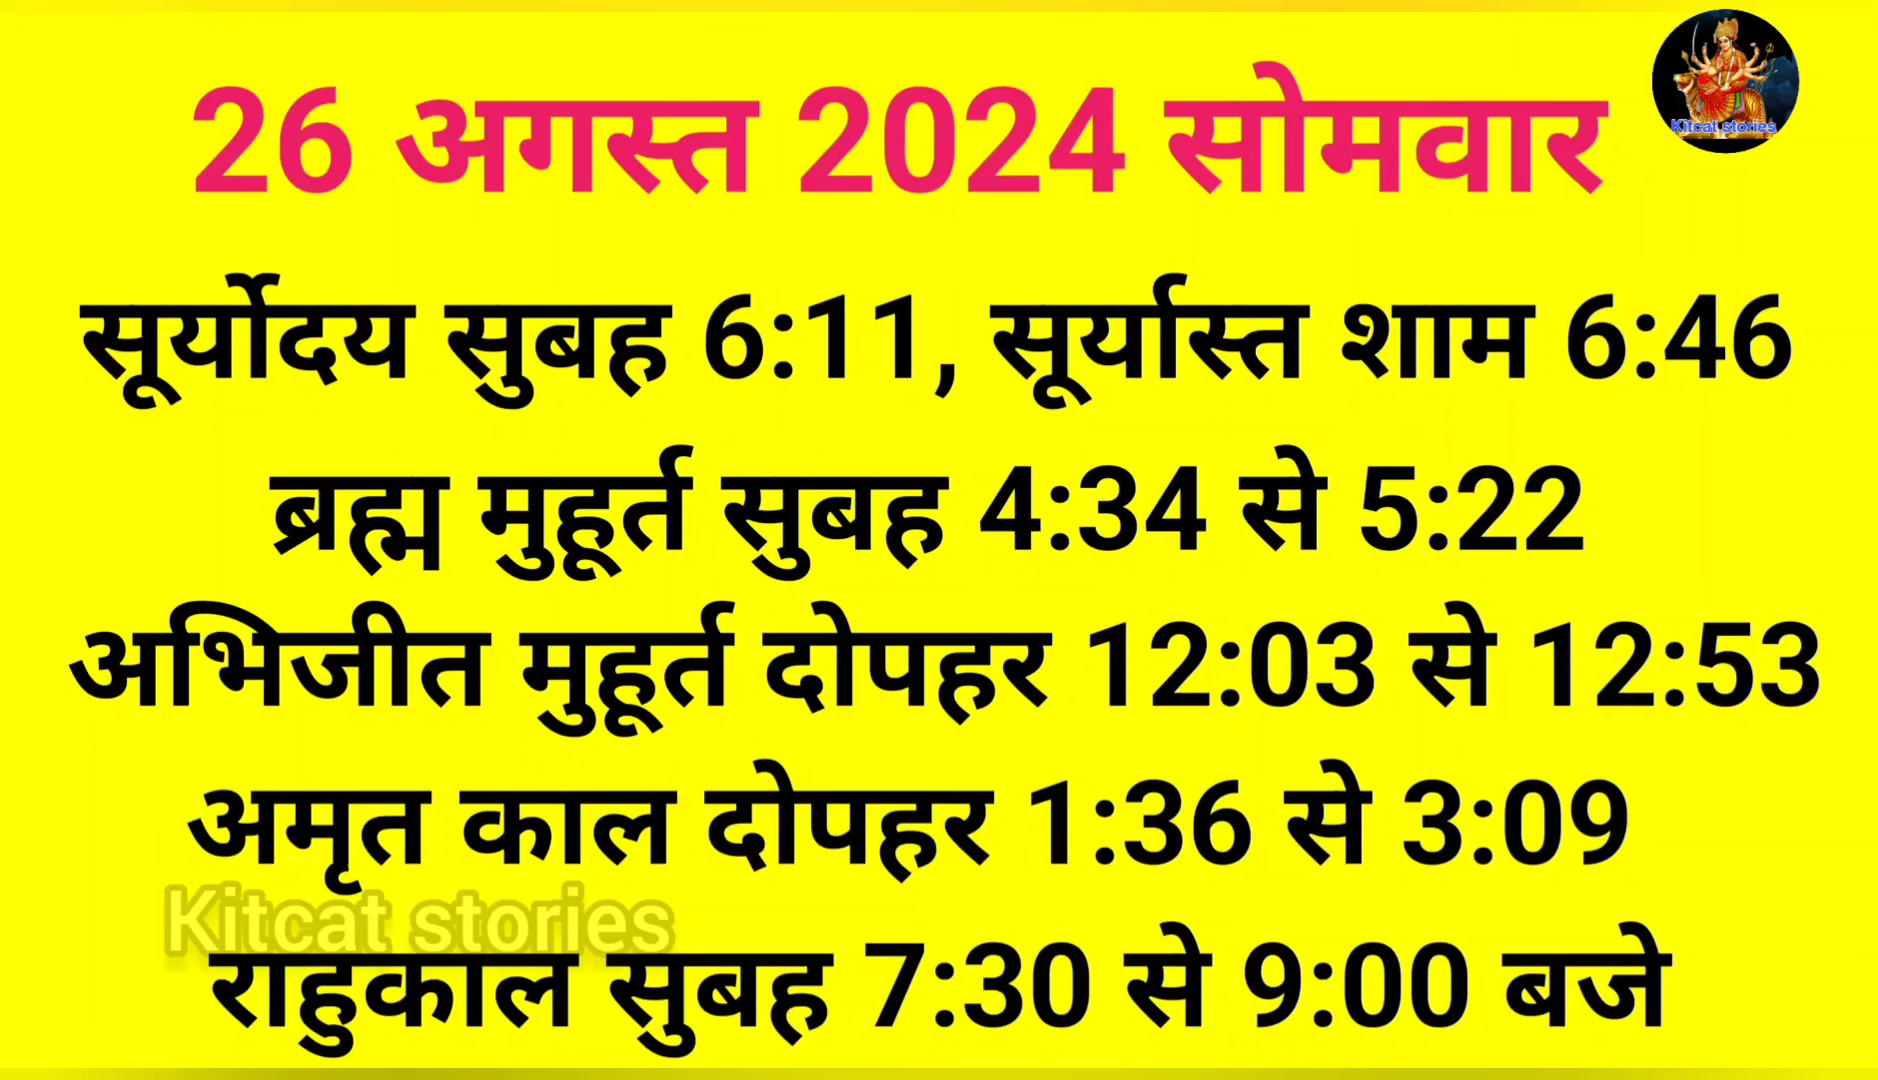 26 अगस्त 2024 सोमवार
Kitcat stories
सूर्योदय सुबह 6:11, सूर्यास्त शाम 6:46
ब्रह्म मुहूर्त सुबह 4:34 से 5:22
अभिजीत मुहूर्त दोपहर 12:03 से 12:53
अमृत काल दोपहर 1:36 से 3:09
Kitcat stories
राहुकाल सुबह 7:30 से 9:00 बजे